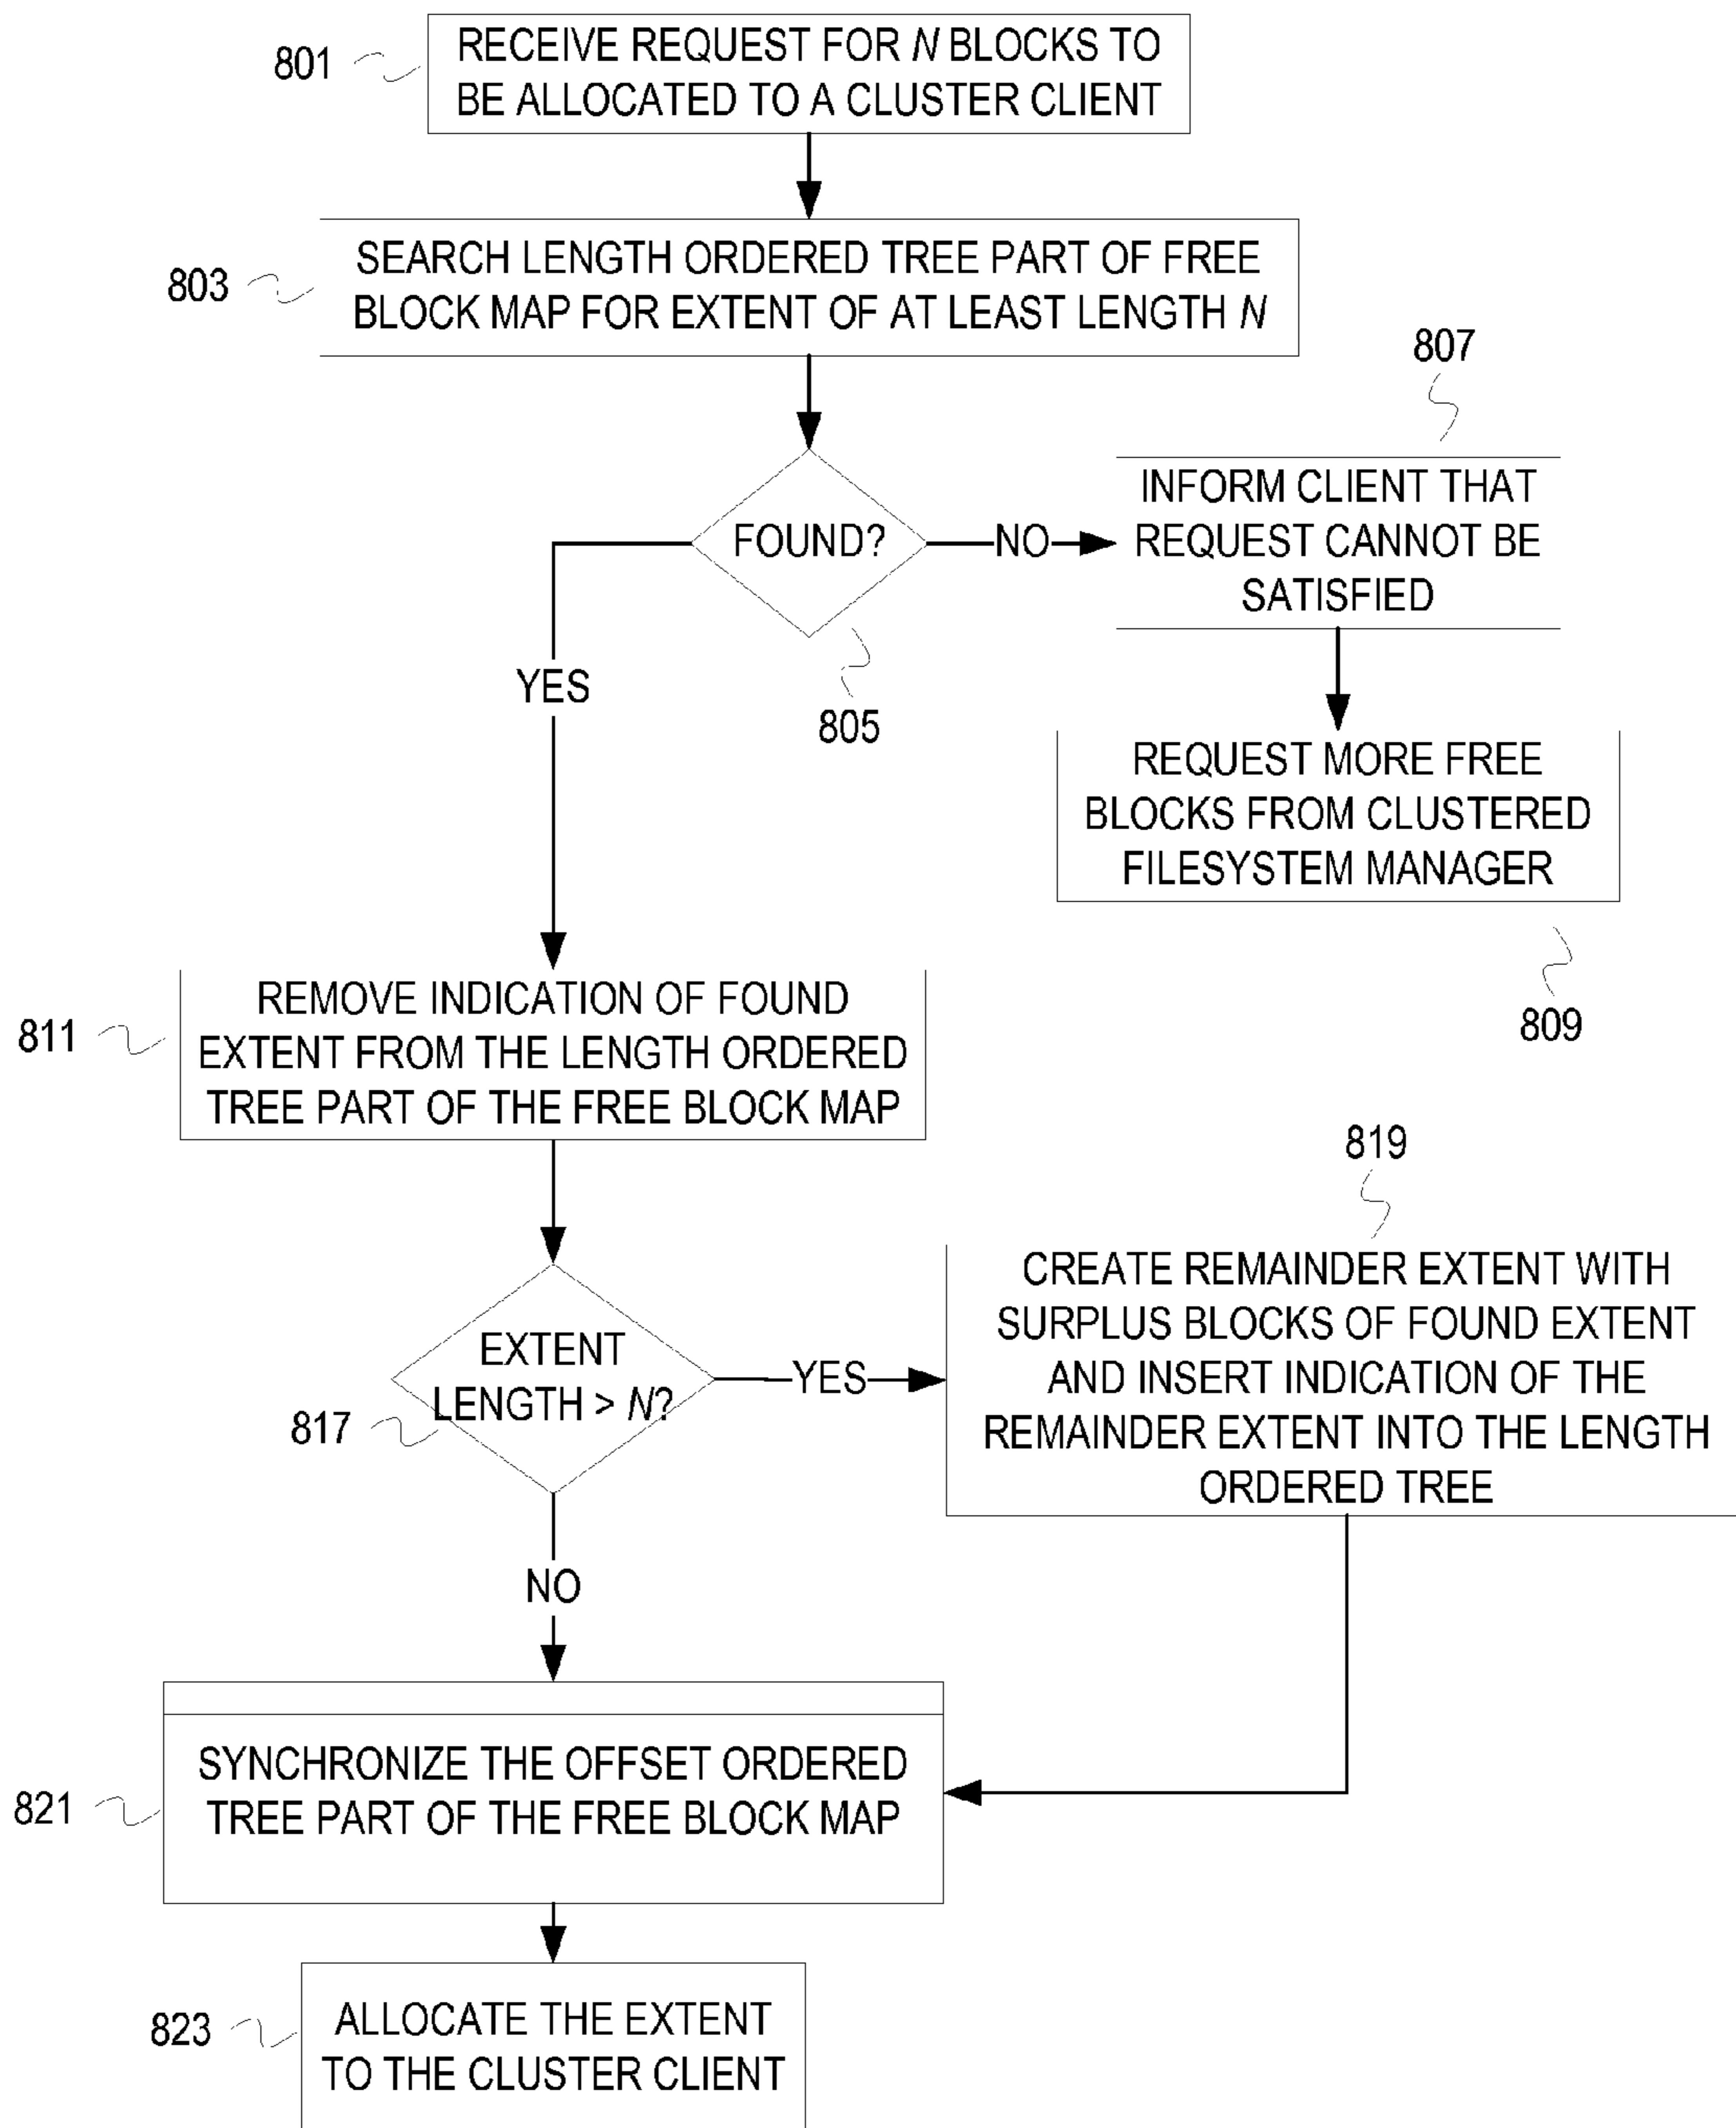 801
RECEIVE REQUEST FOR N BLOCKS TO
BE ALLOCATED TO A CLUSTER CLIENT
803
SEARCH LENGTH ORDERED TREE PART OF FREE
BLOCK MAP FOR EXTENT OF AT LEAST LENGTH N
805
FOUND?
NO
807
INFORM CLIENT THAT
REQUEST CANNOT BE
SATISFIED
YES
REQUEST MORE FREE
BLOCKS FROM CLUSTERED
FILESYSTEM MANAGER
809
811
REMOVE INDICATION OF FOUND
EXTENT FROM THE LENGTH ORDERED
TREE PART OF THE FREE BLOCK MAP
817
EXTENT
LENGTH > N?
YES
819
CREATE REMAINDER EXTENT WITH
SURPLUS BLOCKS OF FOUND EXTENT
AND INSERT INDICATION OF THE
REMAINDER EXTENT INTO THE LENGTH
ORDERED TREE
NO
821
SYNCHRONIZE THE OFFSET ORDERED
TREE PART OF THE FREE BLOCK MAP
823
ALLOCATE THE EXTENT
TO THE CLUSTER CLIENT